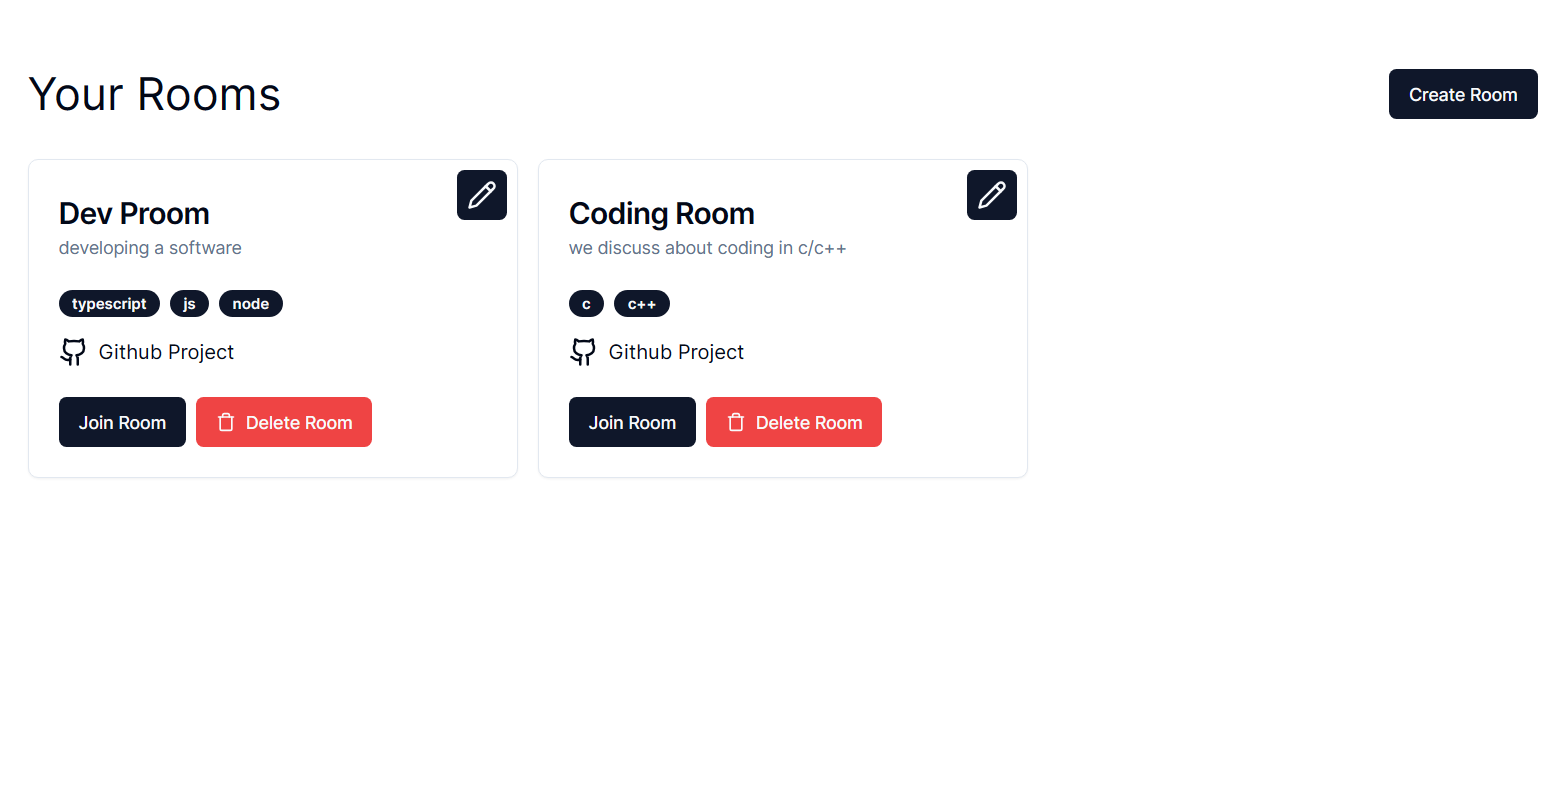 Your Rooms
Create Room
Dev Proom
developing a software
typescript js node
Github Project
Join Room Delete Room
Coding Room
we discuss about coding in c/c++
c c++
Github Project
Join Room Delete Room